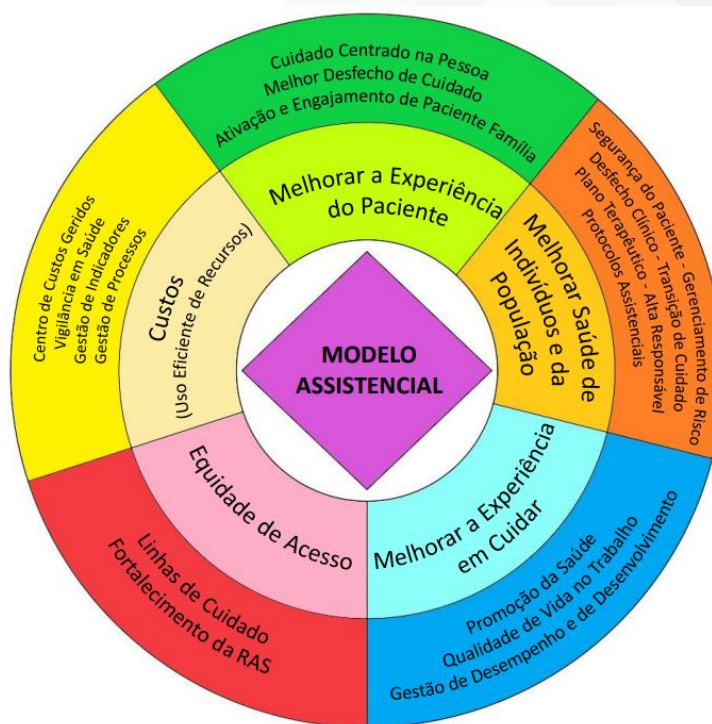 Cuidado Centrado na Pessoa
Melhor Desfecho de Cuidado
Ativação e Engajamento de Paciente Família
Melhorar a Experiência
do Paciente
Segurança do Paciente - Gerenciamento de Risco
Desfecho Clínico - Transição de Cuidado
Plano Terapêutico - Alta Responsável
Protocolos Assistenciais
Melhorar Saúde de
Indivíduos e da
População
Promoção da Saúde
Qualidade de Vida no Trabalho
Gestão de Desempenho e de Desenvolvimento
Melhorar a Experiência
em Cuidar
Linhas de Cuidado
Fortalecimento da RAS
Equidade de Acesso
Centro de Custos Geridos
Vigilância em Saúde
Gestão de Indicadores
Gestão de Processos
Custos
(Uso Eficiente de Recursos)
MODELO
ASSISTENCIAL